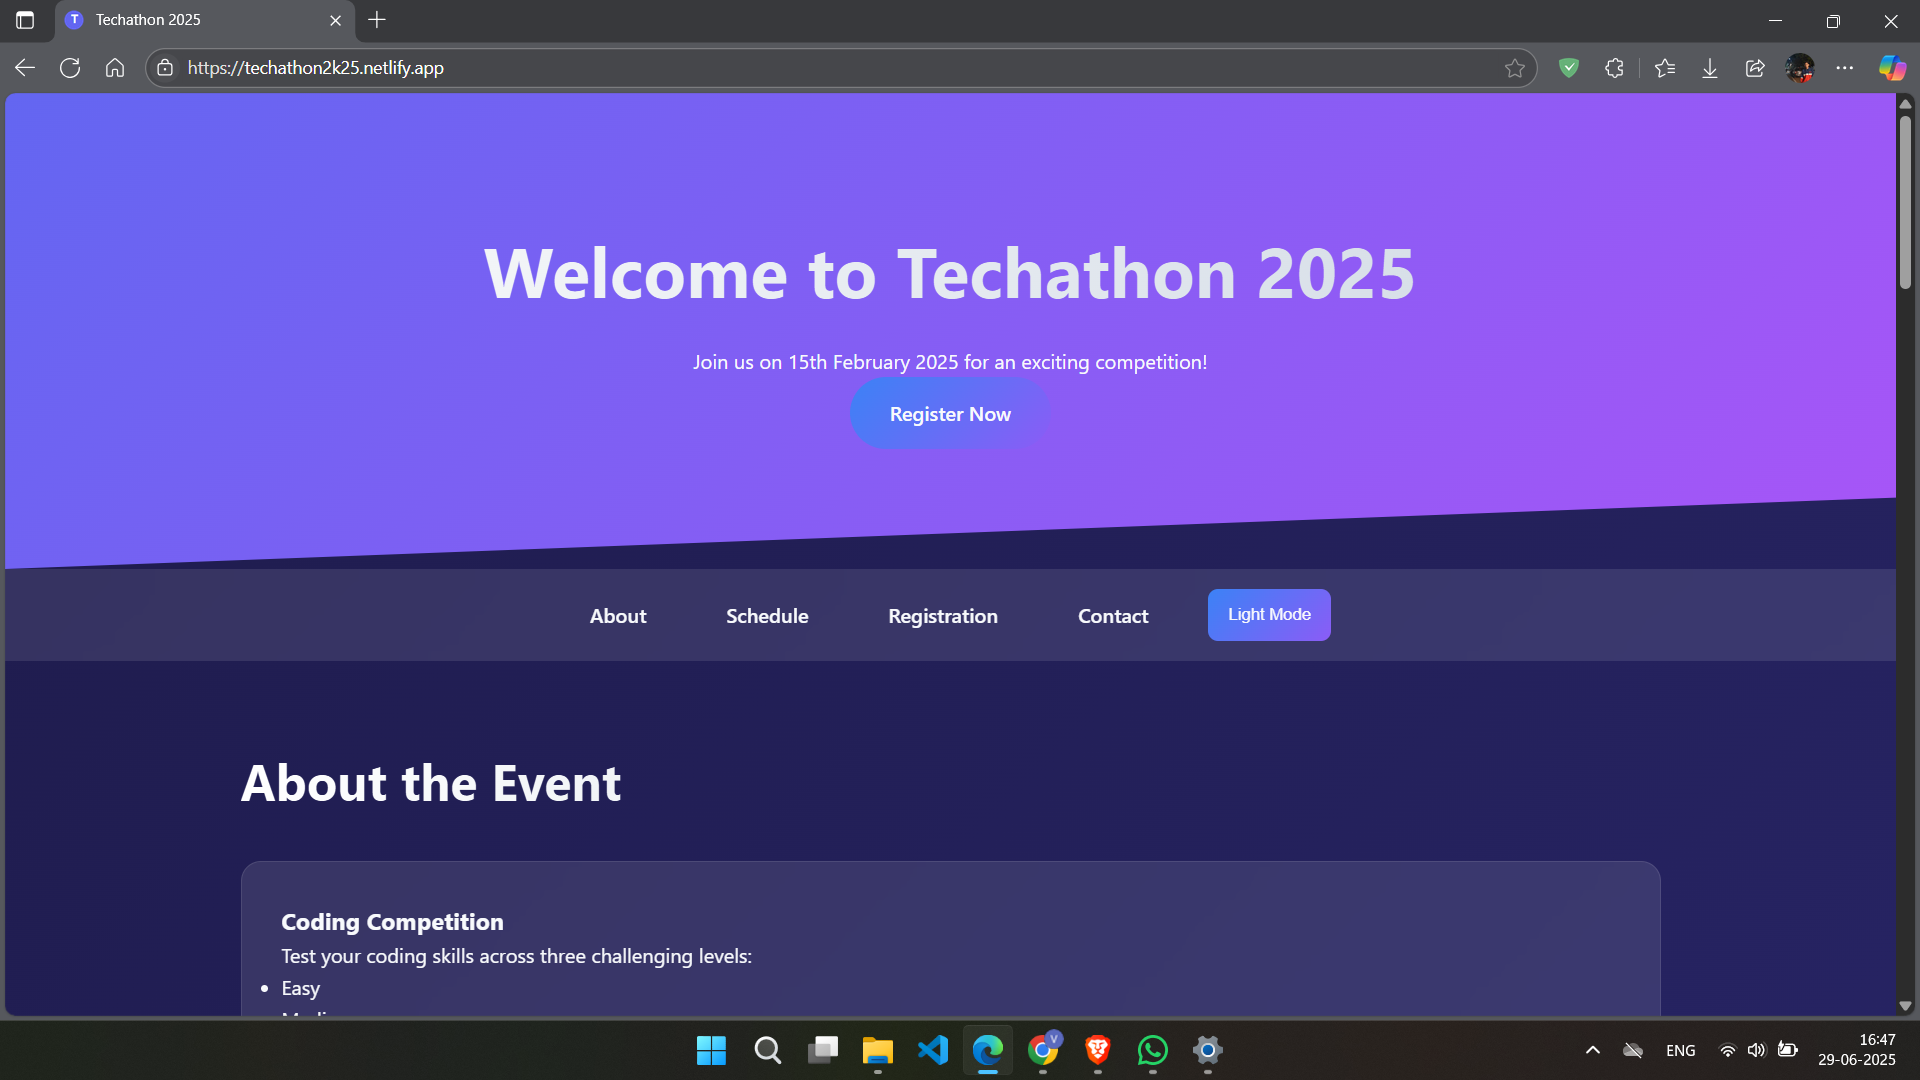 T Techathon 2025
https://techathon2k25.netlify.app
Welcome to Techathon 2025
Join us on 15th February 2025 for an exciting competition!
Register Now
About Schedule Registration Contact Light Mode
About the Event
Coding Competition
Test your coding skills across three challenging levels:
• Easy
V
ENG
16:47
29-06-2025